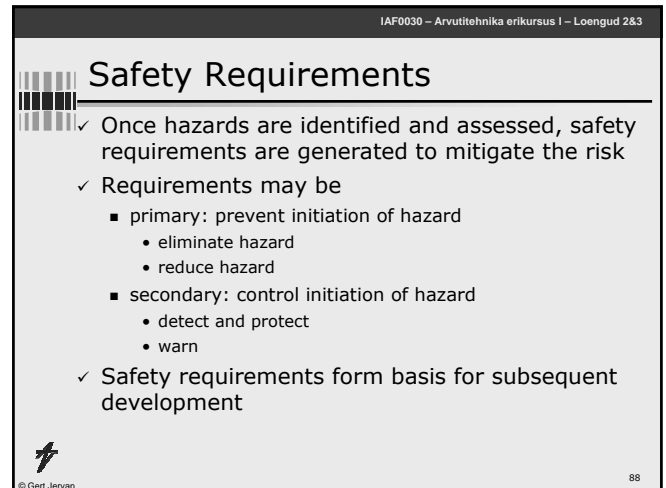 IAF0030 – Arvutitehnika erikursus I – Loengud 2&3
Safety Requirements
✓ Once hazards are identified and assessed, safety
requirements are generated to mitigate the risk
✓ Requirements may be
▪ primary: prevent initiation of hazard
• eliminate hazard
• reduce hazard
▪ secondary: control initiation of hazard
• detect and protect
• warn
✓ Safety requirements form basis for subsequent
development
© Gert Jervan
88